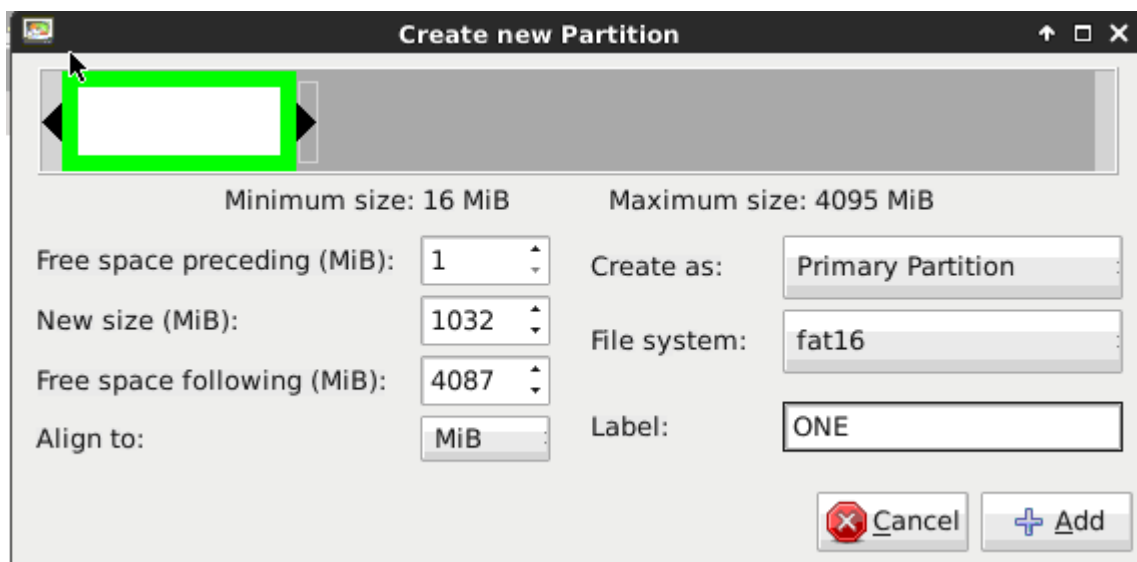 Create new Partition
Minimum size: 16 MiB Maximum size: 4095 MiB
Free space preceding (MiB): 1
Create as: Primary Partition
New size (MiB): 1032
File system: fat16
Free space following (MiB): 4087
Label: ONE
Align to: MiB
Cancel Add